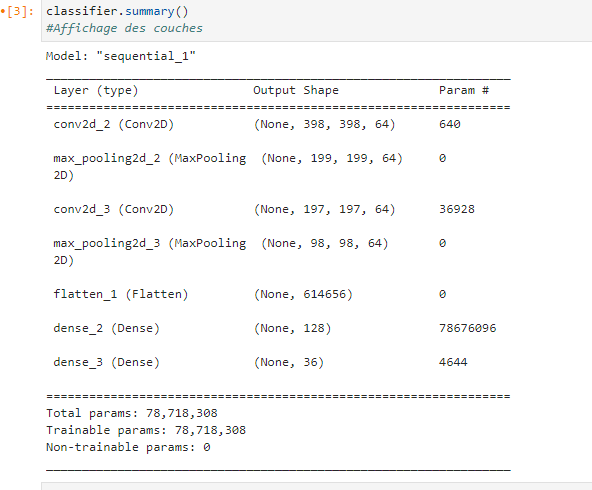 [3]: classifier.summary()
#Affichage des couches
Model: "sequential_1"
_________________________________________________________________
Layer (type) Output Shape Param #
=================================================================
conv2d_2 (Conv2D) (None, 398, 398, 64) 640
max_pooling2d_2 (MaxPooling (None, 199, 199, 64) 0
2D)
conv2d_3 (Conv2D) (None, 197, 197, 64) 36928
max_pooling2d_3 (MaxPooling (None, 98, 98, 64) 0
2D)
flatten_1 (Flatten) (None, 614656) 0
dense_2 (Dense) (None, 128) 78676096
dense_3 (Dense) (None, 36) 4644
=================================================================
Total params: 78,718,308
Trainable params: 78,718,308
Non-trainable params: 0
_________________________________________________________________